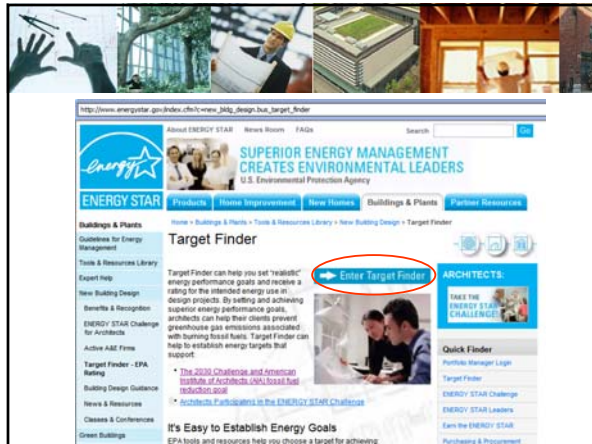 http://www.energystar.gov/index.cfm?c=new_bldg_design.bus_target_finder
About ENERGY STAR News Room FAQs Search Go
SUPERIOR ENERGY MANAGEMENT
CREATES ENVIRONMENTAL LEADERS
U.S. Environmental Protection Agency
energy
ENERGY STAR
Products Home Improvement New Homes Buildings & Plants Partner Resources
Home > Buildings & Plants > Tools & Resources Library > New Building Design > Target Finder
Buildings & Plants
Guidelines for Energy
Management
Tools & Resources Library
Expert Help
New Building Design
Benefits & Recognition
ENERGY STAR Challenge
for Architects
Active A&E Firms
Target Finder - EPA
Rating
Building Design Guidance
News & Resources
Classes & Conferences
Green Buildings
Target Finder
Target Finder can help you set "realistic"
energy performance goals and receive a
rating for the intended energy use in
design projects. By setting and achieving
superior energy performance goals,
architects can help their clients prevent
greenhouse gas emissions associated
with burning fossil fuels. Target Finder can
help to establish energy targets that
support:
The 2030 Challenge and American
Institute of Architects (AIA) fossil fuel
reduction goal
Architects Participating in the ENERGY STAR Challenge
It's Easy to Establish Energy Goals
EPA tools and resources help you choose a target for achieving
Enter Target Finder
ARCHITECTS:
TAKE THE
ENERGY STAR
CHALLENGE!
Quick Finder
Portfolio Manager Login
Target Finder
ENERGY STAR Challenge
ENERGY STAR Leaders
Earn the ENERGY STAR
Purchasing & Procurement